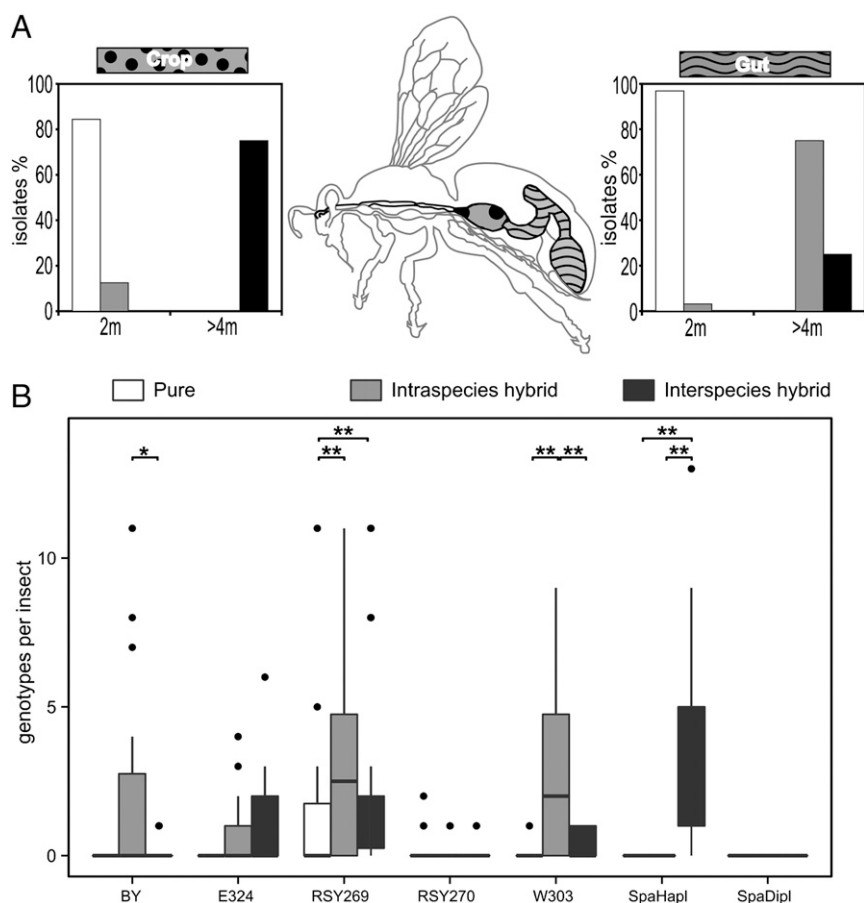 A
Crop
Gut
100
80
60
40
20
0
isolates %
2m
>4m
100
80
60
40
20
0
isolates %
2m
>4m
B
Pure
Intraspecies hybrid
Interspecies hybrid
*
**
**
** **
**
**
10
5
0
genotypes per insect
BY
E324
RSY269
RSY270
W303
SpaHapl
SpaDipl